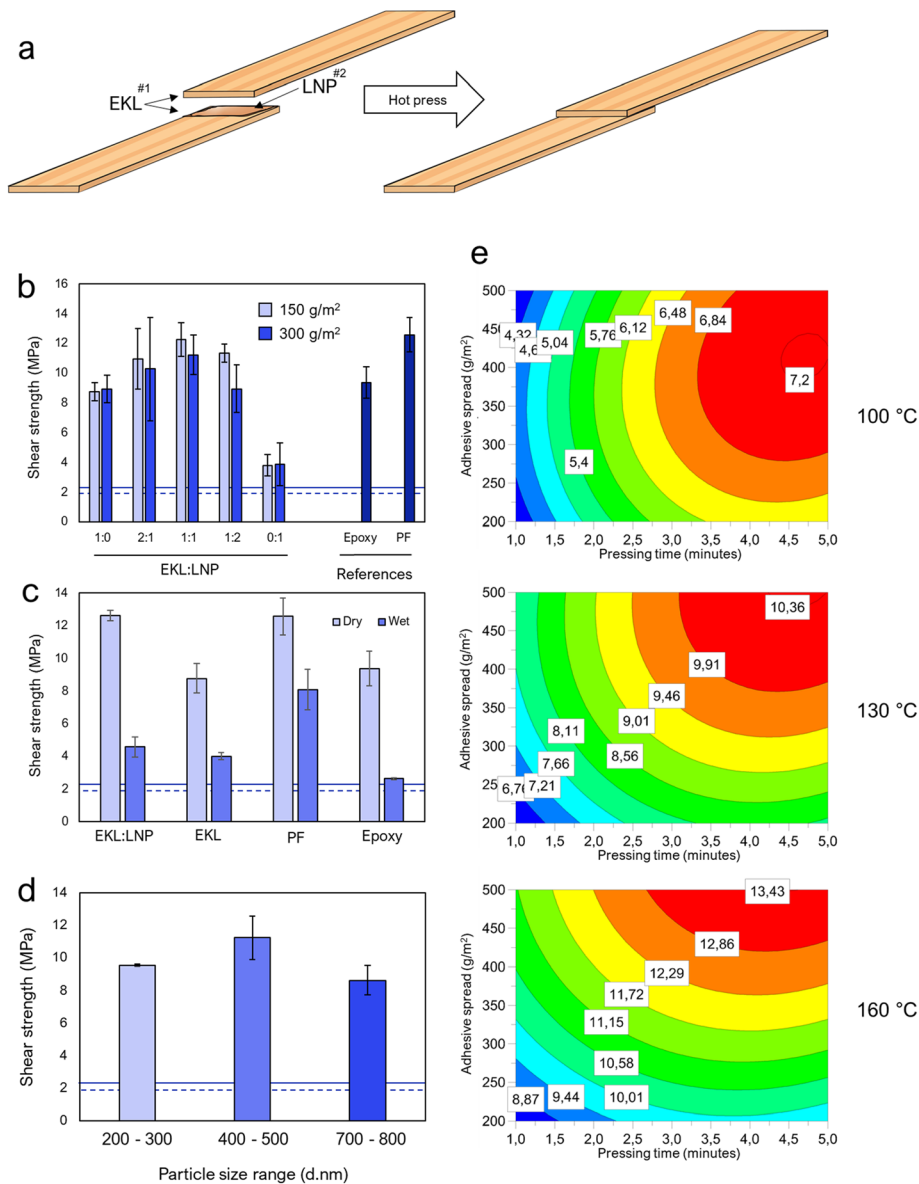 a
#1
EKL
LNP#2
Hot press
b
Shear strength (MPa)
16
14
12
10
8
6
4
2
0
150 g/m²
300 g/m²
1:0 2:1 1:1 1:2 0:1 Epoxy PF
EKL:LNP References
c
Shear strength (MPa)
14
12
10
8
6
4
2
0
Dry Wet
EKL:LNP EKL PF Epoxy
d
Shear strength (MPa)
14
12
10
8
6
4
2
0
200 - 300 400 - 500 700 - 800
Particle size range (d.nm)
e
Adhesive spread (g/m²)
500
450
400
350
300
250
200
4,32
5,04
5,76
6,12
6,48
6,84
7,2
5,4
1,0 1,5 2,0 2,5 3,0 3,5 4,0 4,5 5,0
Pressing time (minutes)
100 °C
Adhesive spread (g/m²)
500
450
400
350
300
250
200
10,36
9,91
9,46
9,01
8,56
8,11
7,66
7,21
1,0 1,5 2,0 2,5 3,0 3,5 4,0 4,5 5,0
Pressing time (minutes)
130 °C
Adhesive spread (g/m²)
500
450
400
350
300
250
200
13,43
12,86
12,29
11,72
11,15
10,58
10,01
9,44
8,87
1,0 1,5 2,0 2,5 3,0 3,5 4,0 4,5 5,0
Pressing time (minutes)
160 °C